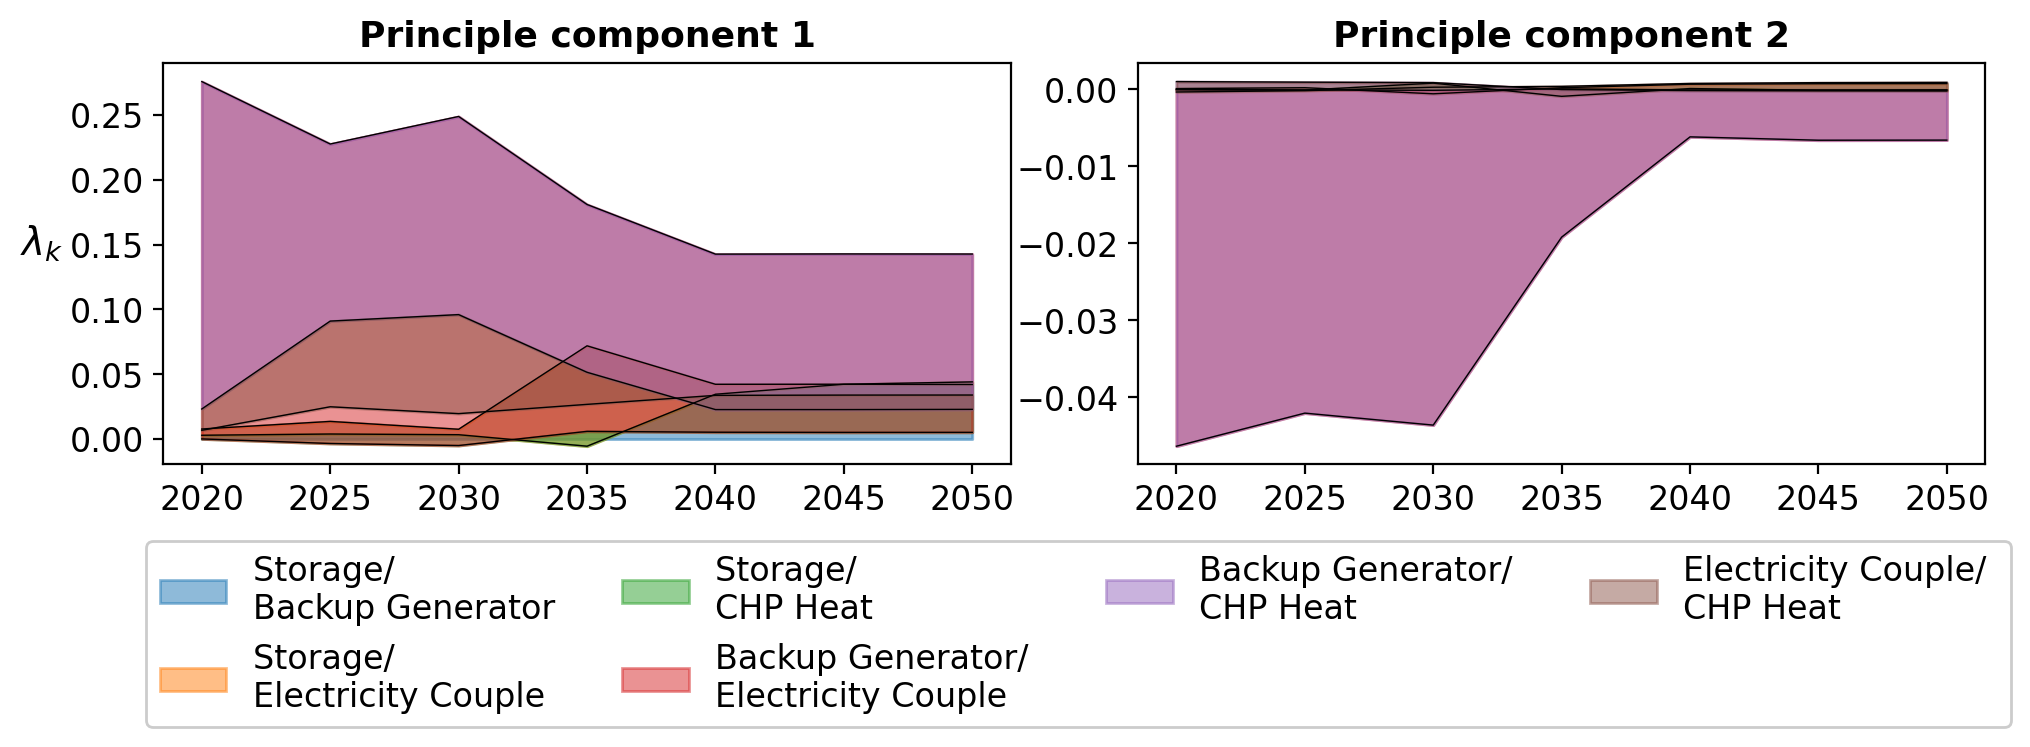 Principle component 1
Principle component 2
0.25
0.20
0.15
0.10
0.05
0.00
λk
2020 2025 2030 2035 2040 2045 2050
0.00
−0.01
−0.02
−0.03
−0.04
2020 2025 2030 2035 2040 2045 2050
Storage/
Backup Generator
Storage/
Electricity Couple
Storage/
CHP Heat
Backup Generator/
Electricity Couple
Backup Generator/
CHP Heat
Electricity Couple/
CHP Heat